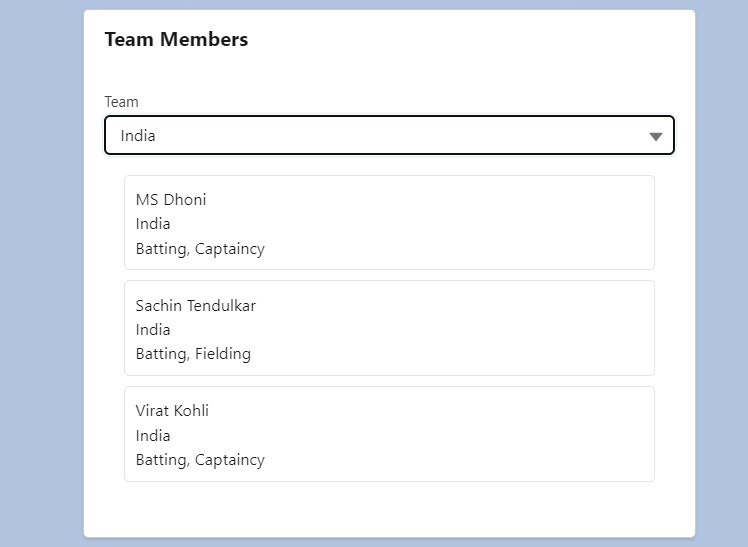 Team Members
Team
India
MS Dhoni
India
Batting, Captaincy
Sachin Tendulkar
India
Batting, Fielding
Virat Kohli
India
Batting, Captaincy